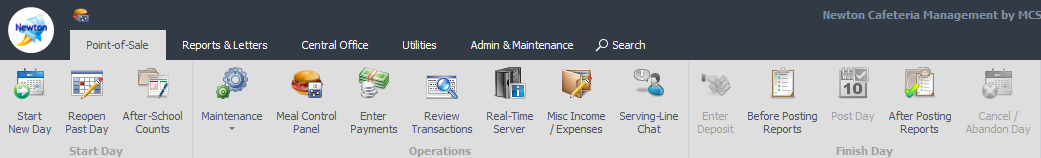 Newton
Newton Cafeteria Management by MCS
Point-of-Sale
Reports & Letters
Central Office
Utilities
Admin & Maintenance
Search
Start
New Day
Reopen
Past Day
After-School
Counts
Maintenance
Meal Control
Panel
Enter
Payments
Review
Transactions
Real-Time
Server
Misc Income
/ Expenses
Serving-Line
Chat
Enter
Deposit
Before Posting
Reports
NOV
10
Post Day
After Posting
Reports
Cancel /
Abandon Day
Start Day
Operations
Finish Day